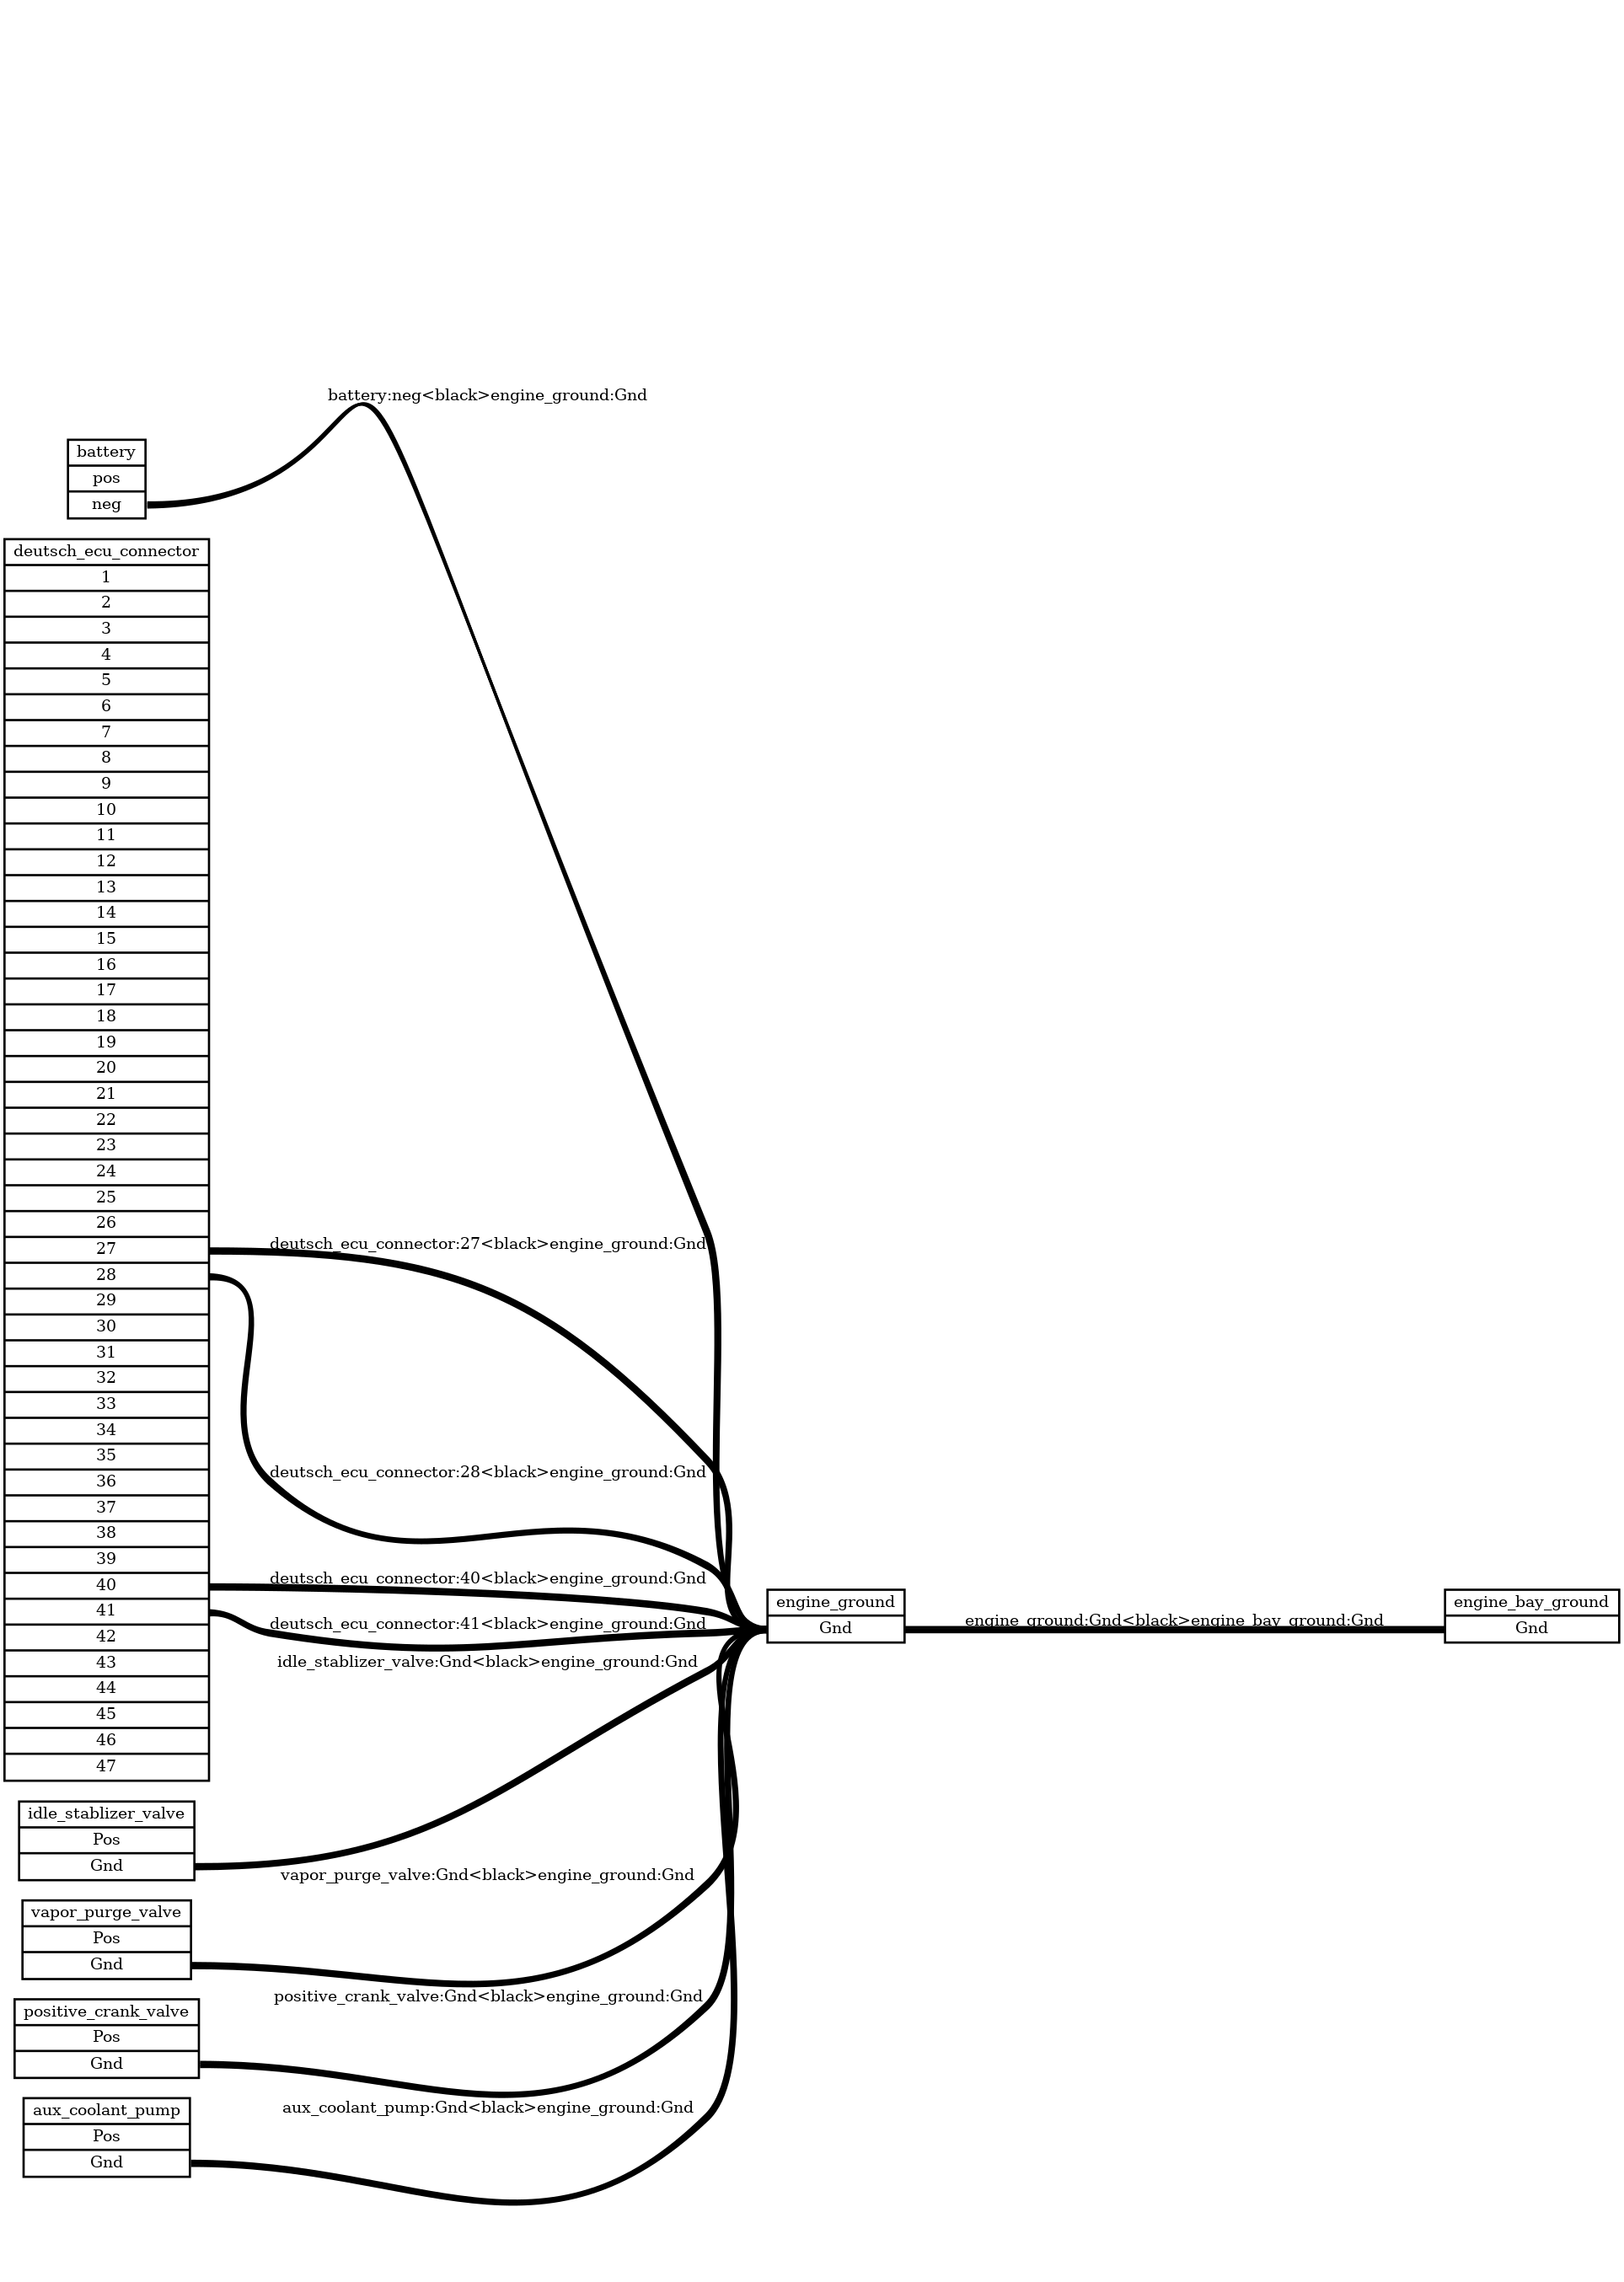 battery:neg<black>engine_ground:Gnd
battery
pos
neg
deutsch_ecu_connector
1
2
3
4
5
6
7
8
9
10
11
12
13
14
15
16
17
18
19
20
21
22
23
24
25
26
27
28
29
30
31
32
33
34
35
36
37
38
39
40
41
42
43
44
45
46
47
deutsch_ecu_connector:27<black>engine_ground:Gnd
deutsch_ecu_connector:28<black>engine_ground:Gnd
deutsch_ecu_connector:40<black>engine_ground:Gnd
deutsch_ecu_connector:41<black>engine_ground:Gnd
idle_stablizer_valve:Gnd<black>engine_ground:Gnd
engine_ground
Gnd
engine_ground:Gnd<black>engine_bay_ground:Gnd
engine_bay_ground
Gnd
idle_stablizer_valve
Pos
Gnd
vapor_purge_valve:Gnd<black>engine_ground:Gnd
vapor_purge_valve
Pos
Gnd
positive_crank_valve:Gnd<black>engine_ground:Gnd
positive_crank_valve
Pos
Gnd
aux_coolant_pump:Gnd<black>engine_ground:Gnd
aux_coolant_pump
Pos
Gnd